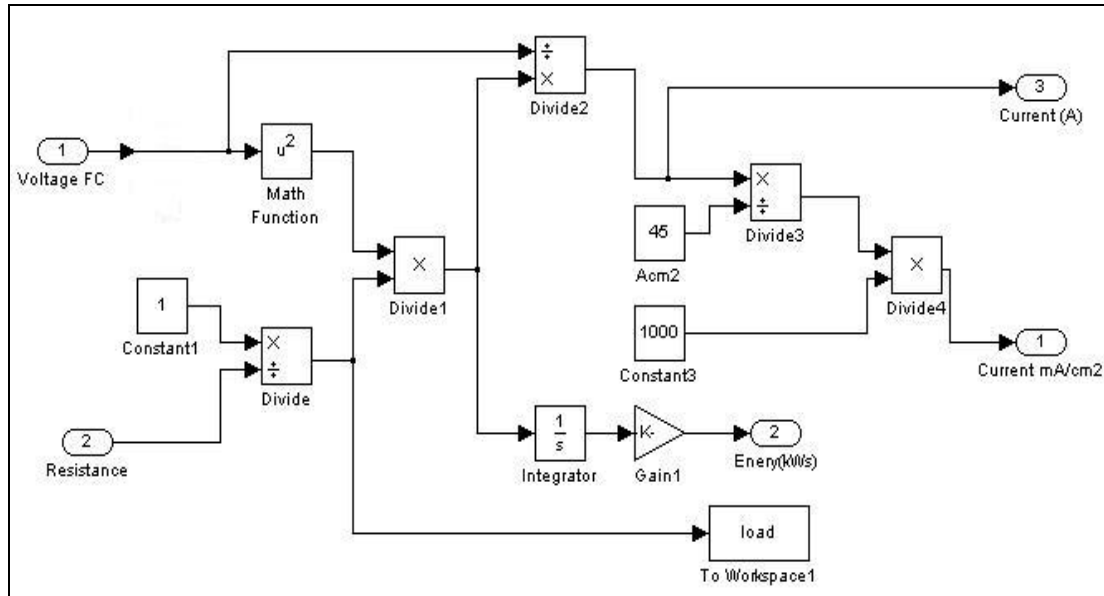 ÷
×
Divide2
3
Current (A)
1
Voltage FC
u2
Math
Function
×
÷
Divide3
45
Acm2
×
Divide1
×
Divide4
1
Constant1
×
÷
Divide
1000
Constant3
1
Current mA/cm2
2
Resistance
1
s
Integrator
-K-
Gain1
2
Enery(kWs)
load
To Workspace1